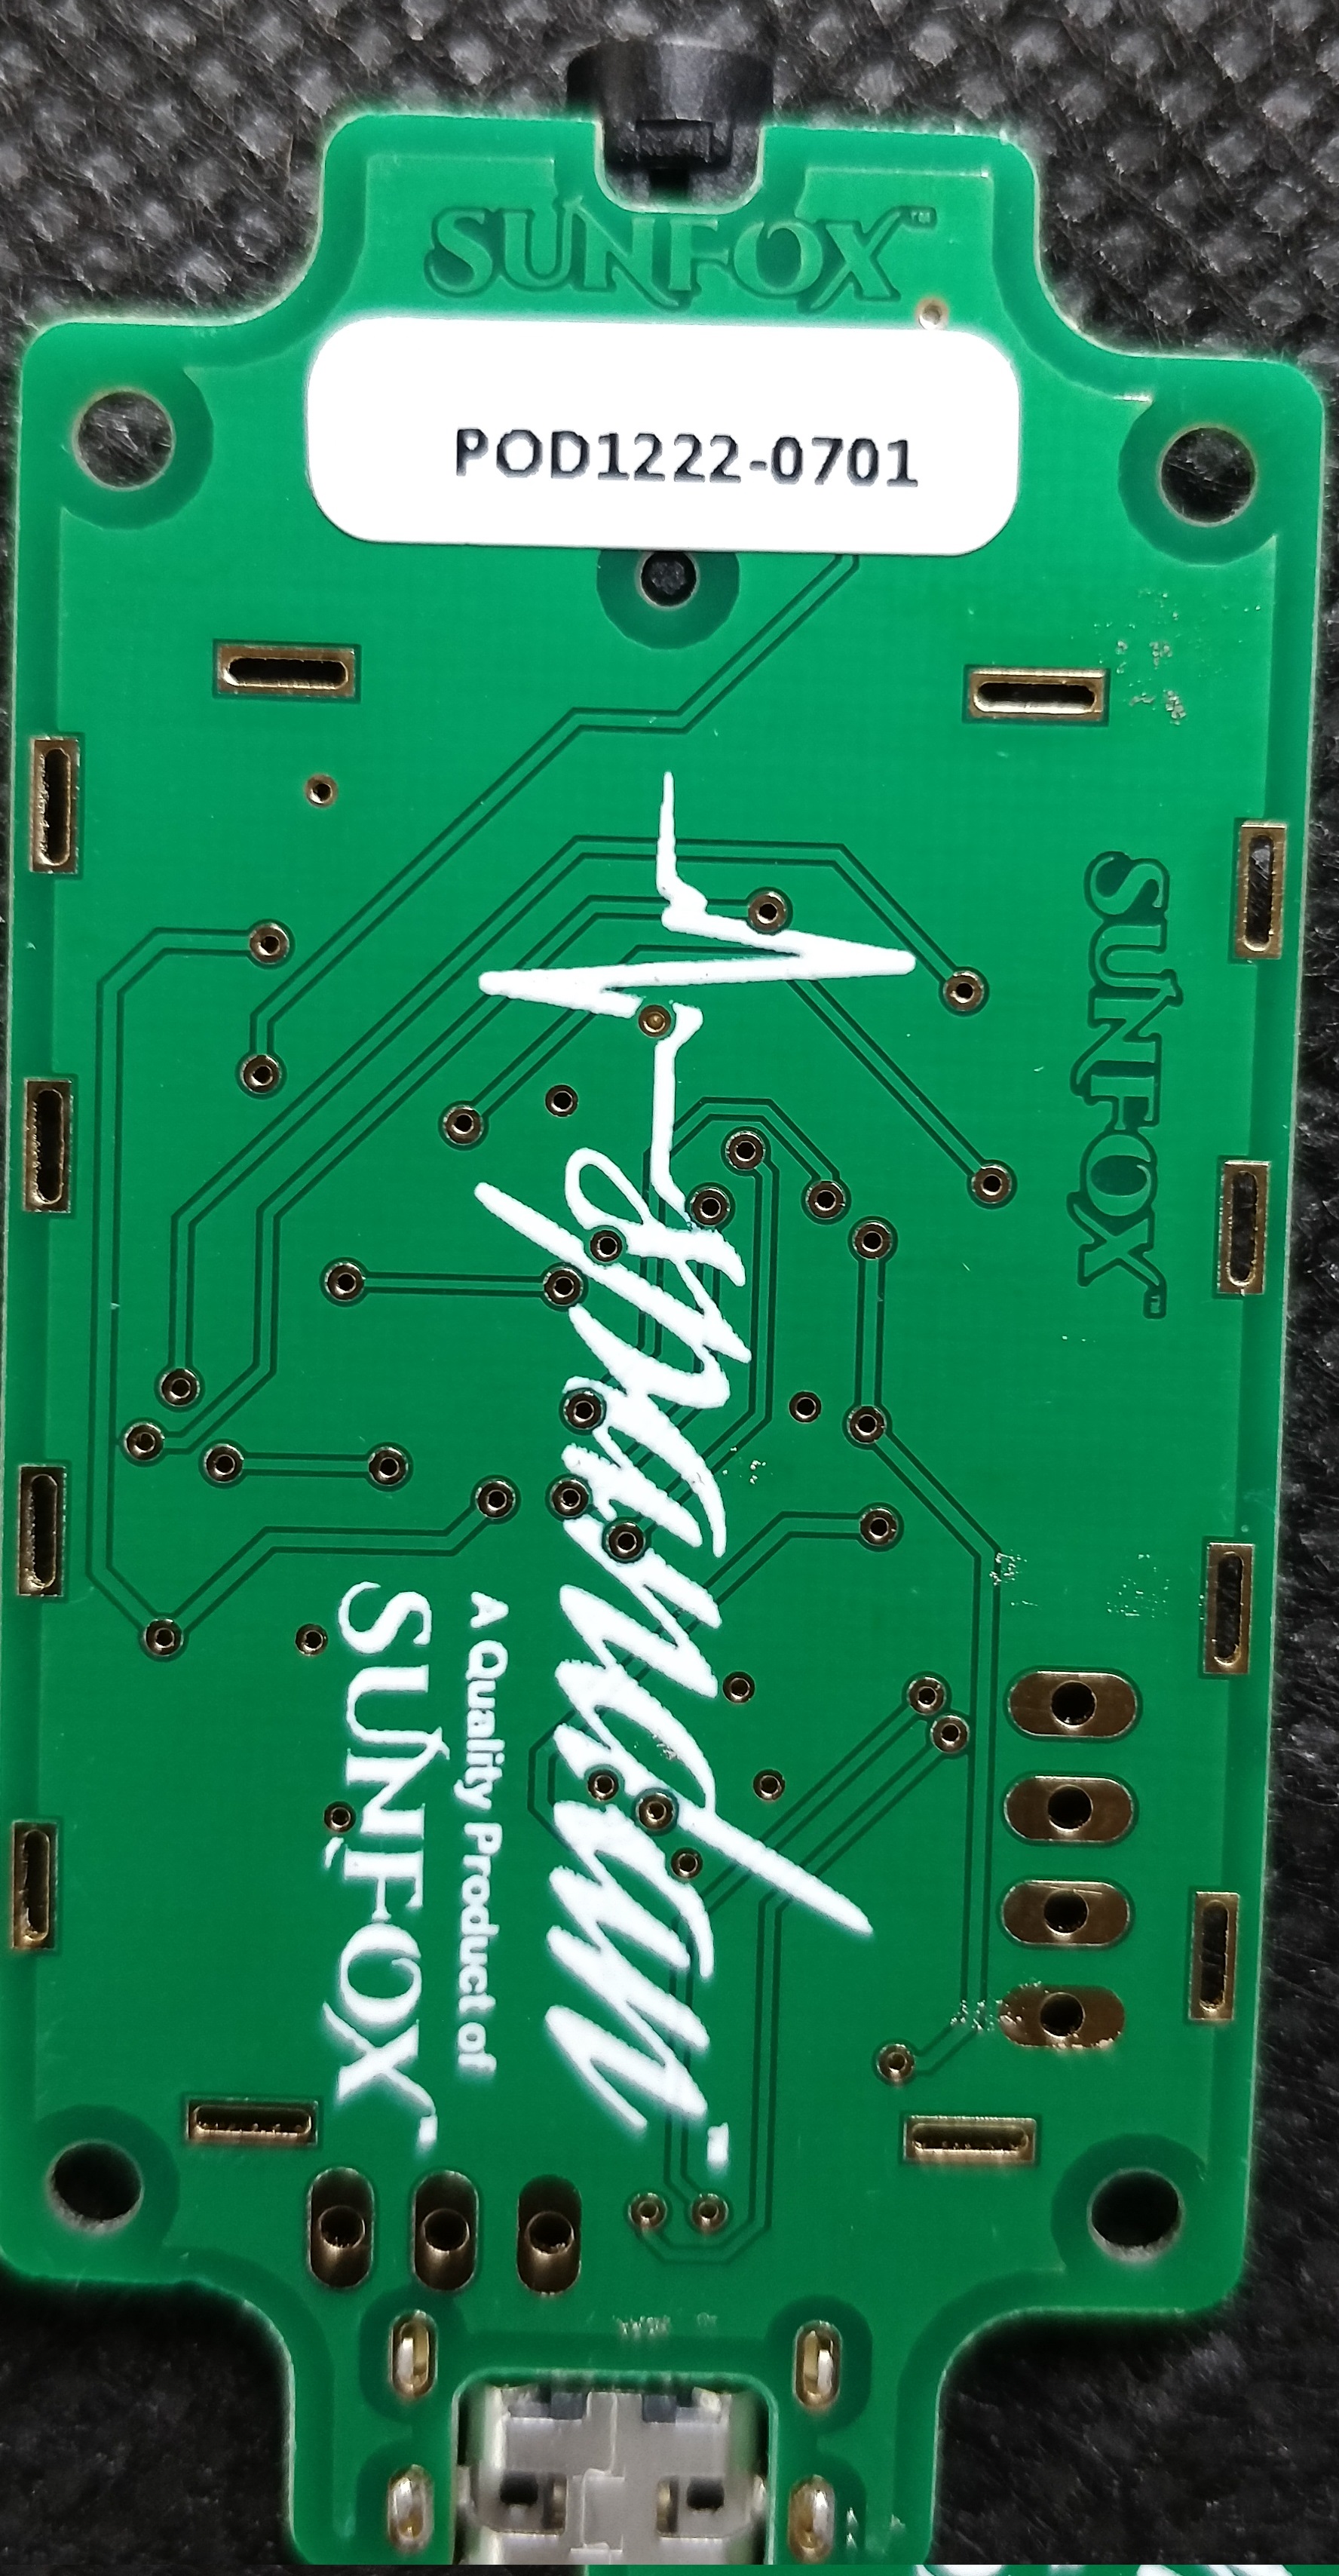 SUNFOX™
POD1222-0701
SUNFOX™
spandan™
A Quality Product of
SUNFOX™